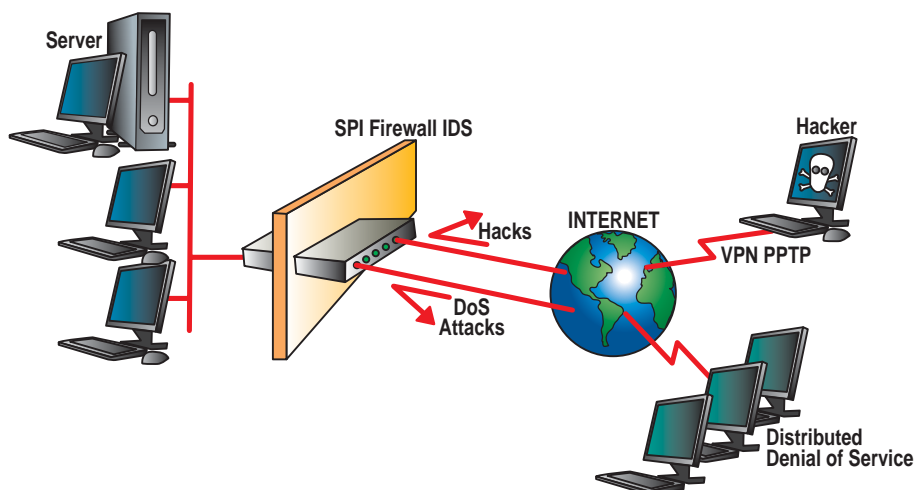 Server
SPI Firewall IDS
Hacker
INTERNET
Hacks
VPN PPTP
DoS
Attacks
Distributed
Denial of Service